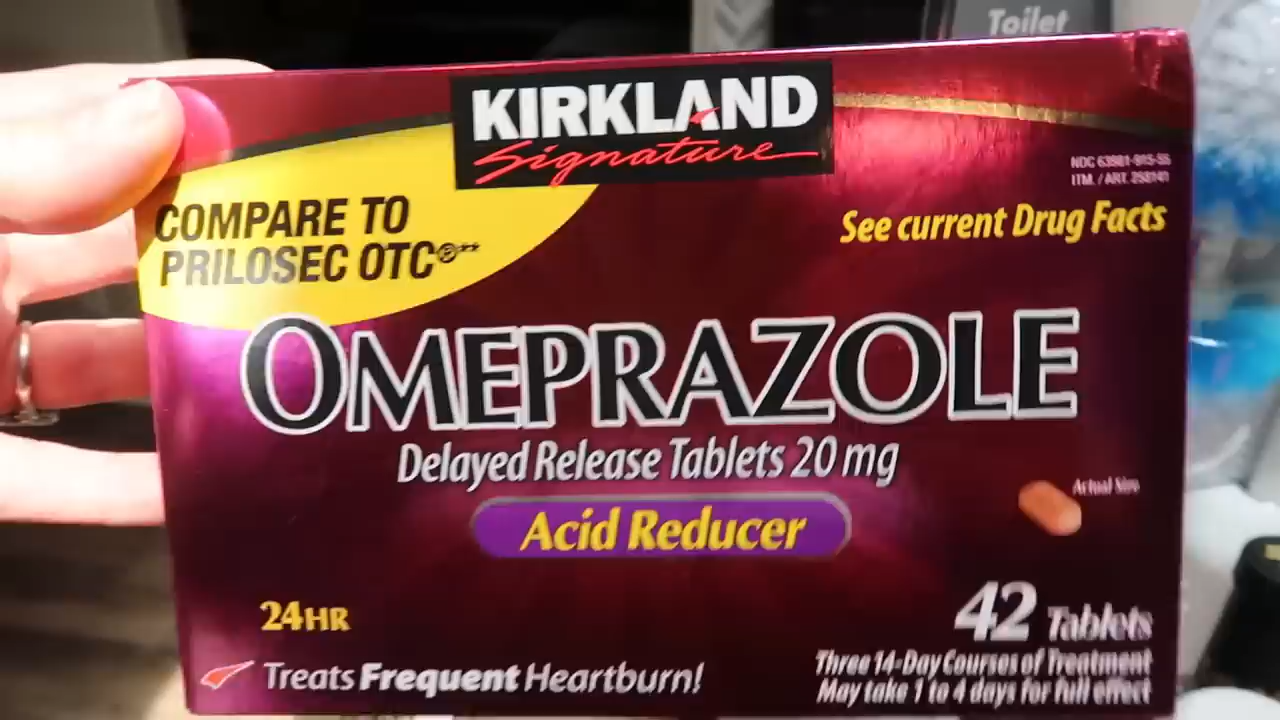 Toilet
KIRKLAND
Signature
NDC 63981-915-55
ITM. / ART. 258141
COMPARE TO
PRILOSEC OTC®**
See current Drug Facts
OMEPRAZOLE
Delayed Release Tablets 20 mg
Actual Size
Acid Reducer
24HR
42 Tablets
Treats Frequent Heartburn!
Three 14-Day Courses of Treatment
May take 1 to 4 days for full effect